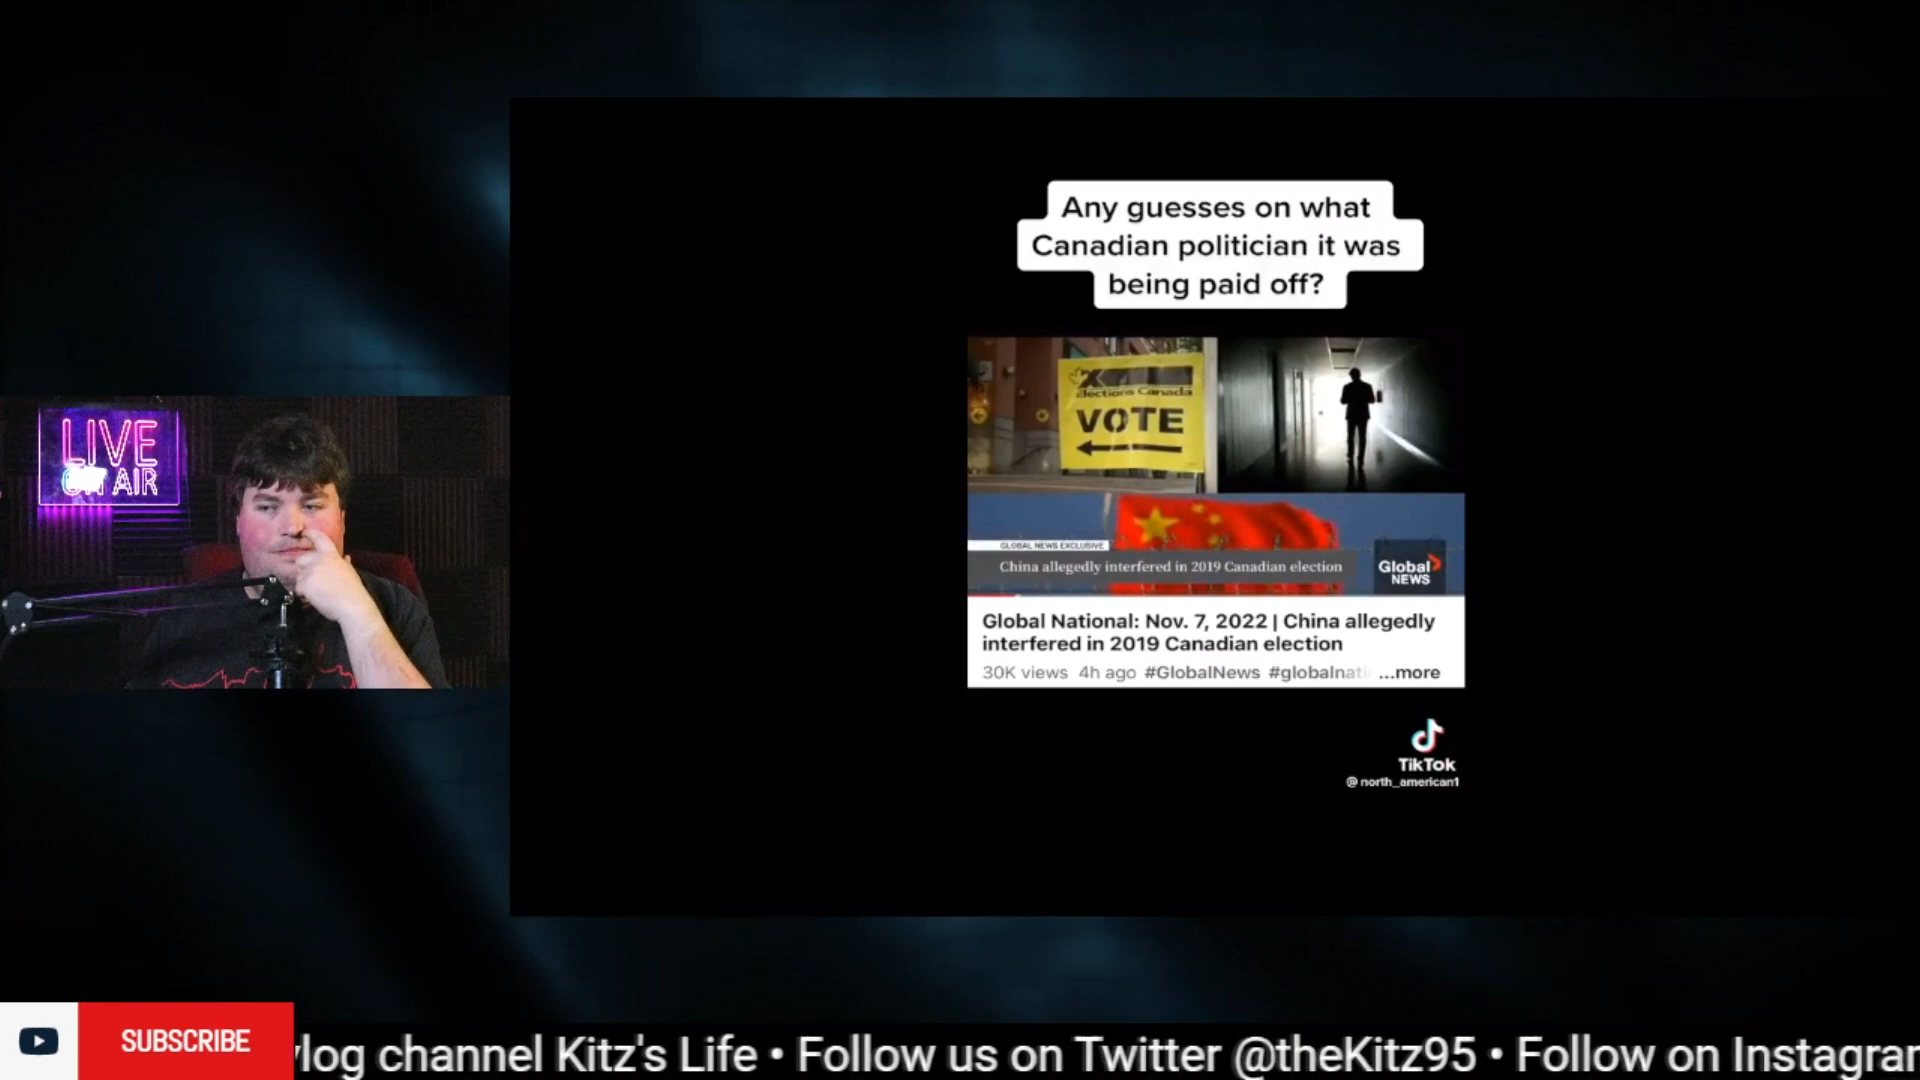 Any guesses on what
Canadian politician it was
being paid off?
elections Canada
VOTE
GLOBAL NEWS EXCLUSIVE
China allegedly interfered in 2019 Canadian election
Global
NEWS
Global National: Nov. 7, 2022 | China allegedly
interfered in 2019 Canadian election
30K views 4h ago #GlobalNews #globalnati ...more
TikTok
@north_american1
LIVE
ON AIR
SUBSCRIBE
vlog channel Kitz's Life • Follow us on Twitter @theKitz95 • Follow on Instagram